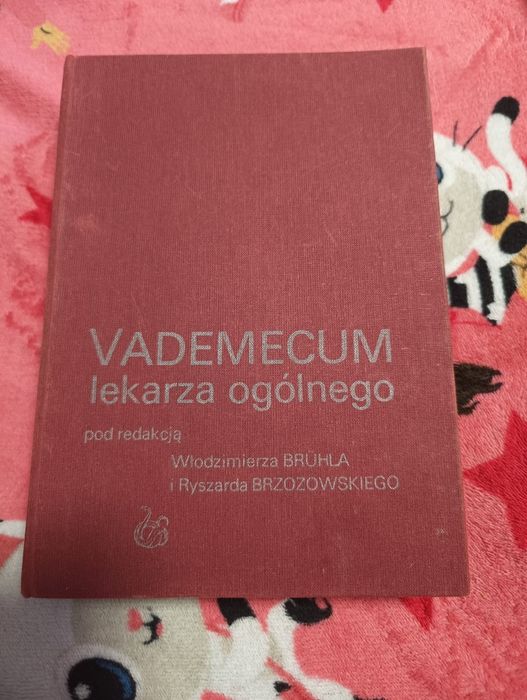 VADEMECUM
lekarza ogólnego
pod redakcją
Włodzimierza BRÜHLA
i Ryszarda BRZOZOWSKIEGO